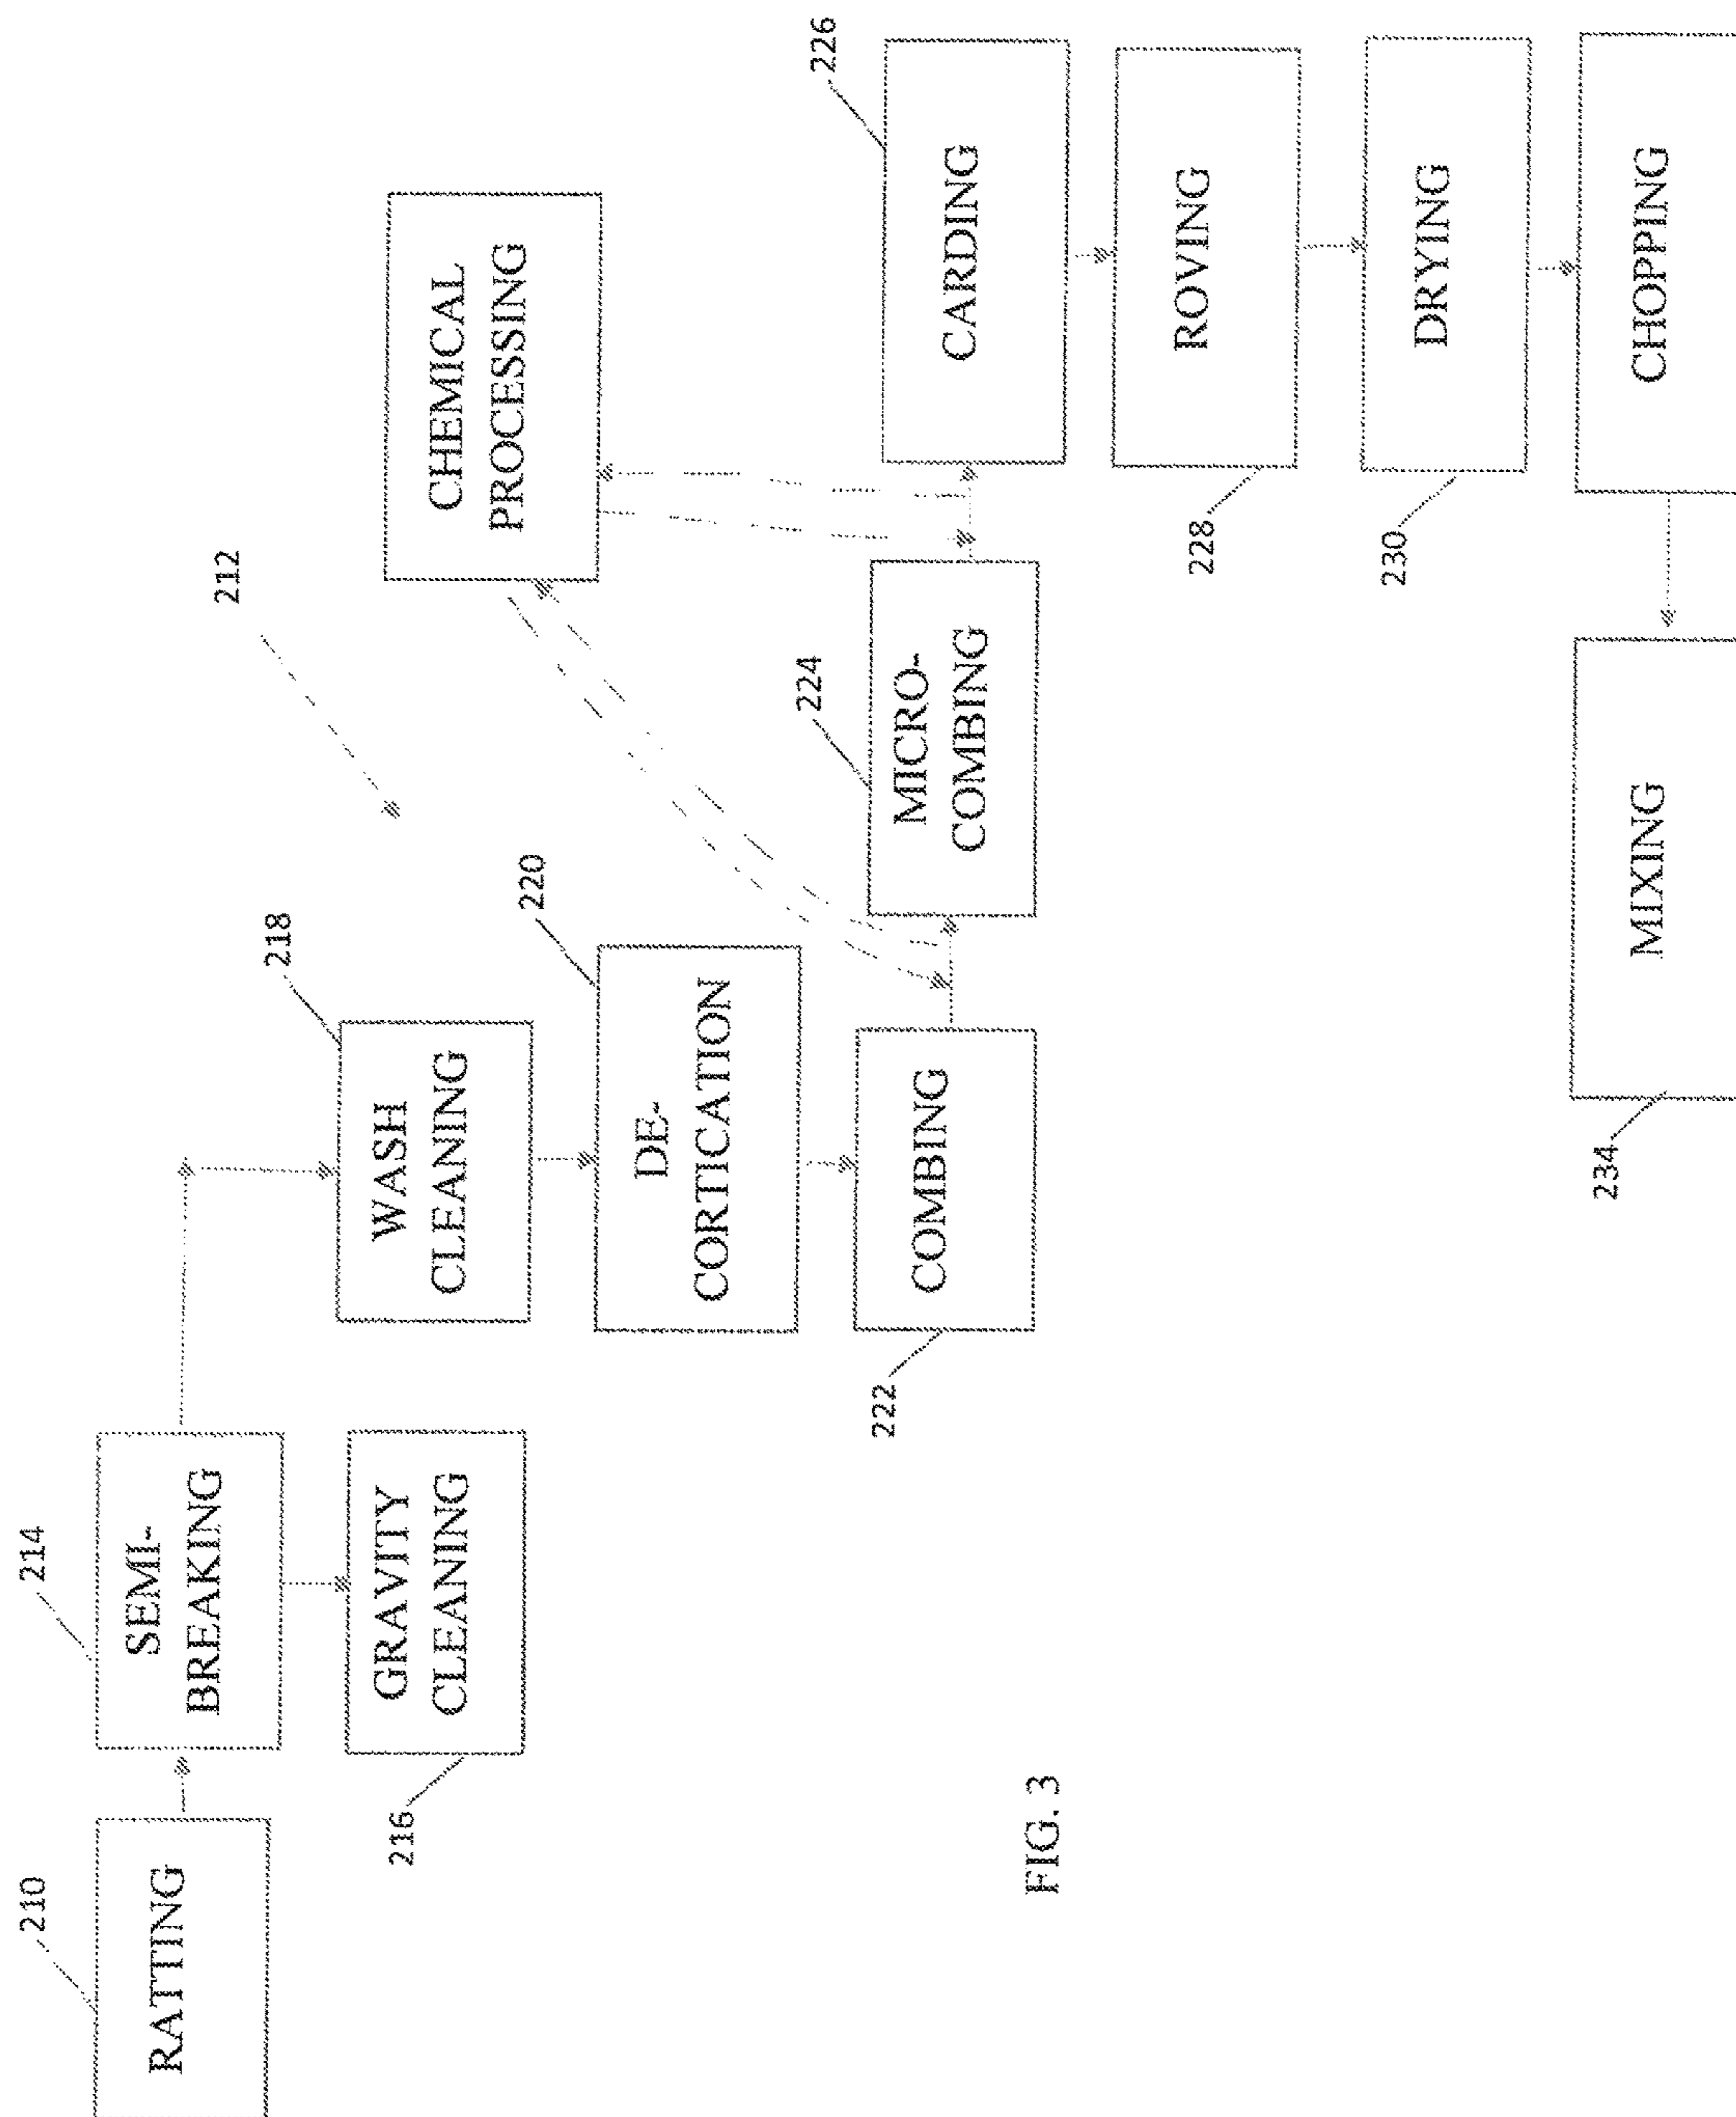 210
RATTING
214
SEMI-
BREAKING
216
GRAVITY
CLEANING
218
WASH
CLEANING
220
DE-
CORTICATION
222
COMBING
212
224
MICRO-
COMBING
CHEMICAL
PROCESSING
226
CARDING
228
ROVING
230
DRYING
CHOPPING
234
MIXING
FIG. 3